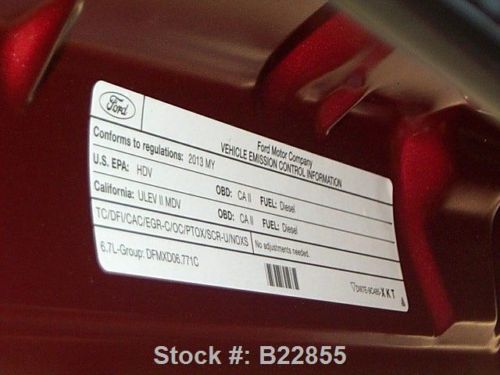 Ford
Ford Motor Company
VEHICLE EMISSION CONTROL INFORMATION
Conforms to regulations: 2013 MY
U.S. EPA: HDV OBD: CA II FUEL: Diesel
California: ULEV II MDV OBD: CA II FUEL: Diesel
TC/DFI/CAC/EGR-C/OC/PTOX/SCR-U/NOXS No adjustments needed.
6.7L-Group: DFMXD06.771C
XKT
Stock #: B22855